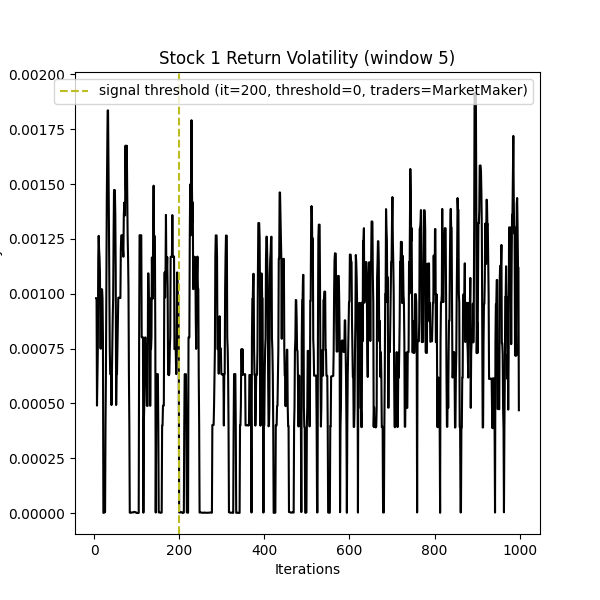 Stock 1 Return Volatility (window 5)
signal threshold (it=200, threshold=0, traders=MarketMaker)
0.00200
0.00175
0.00150
0.00125
0.00100
0.00075
0.00050
0.00025
0.00000
0 200 400 600 800 1000
Iterations